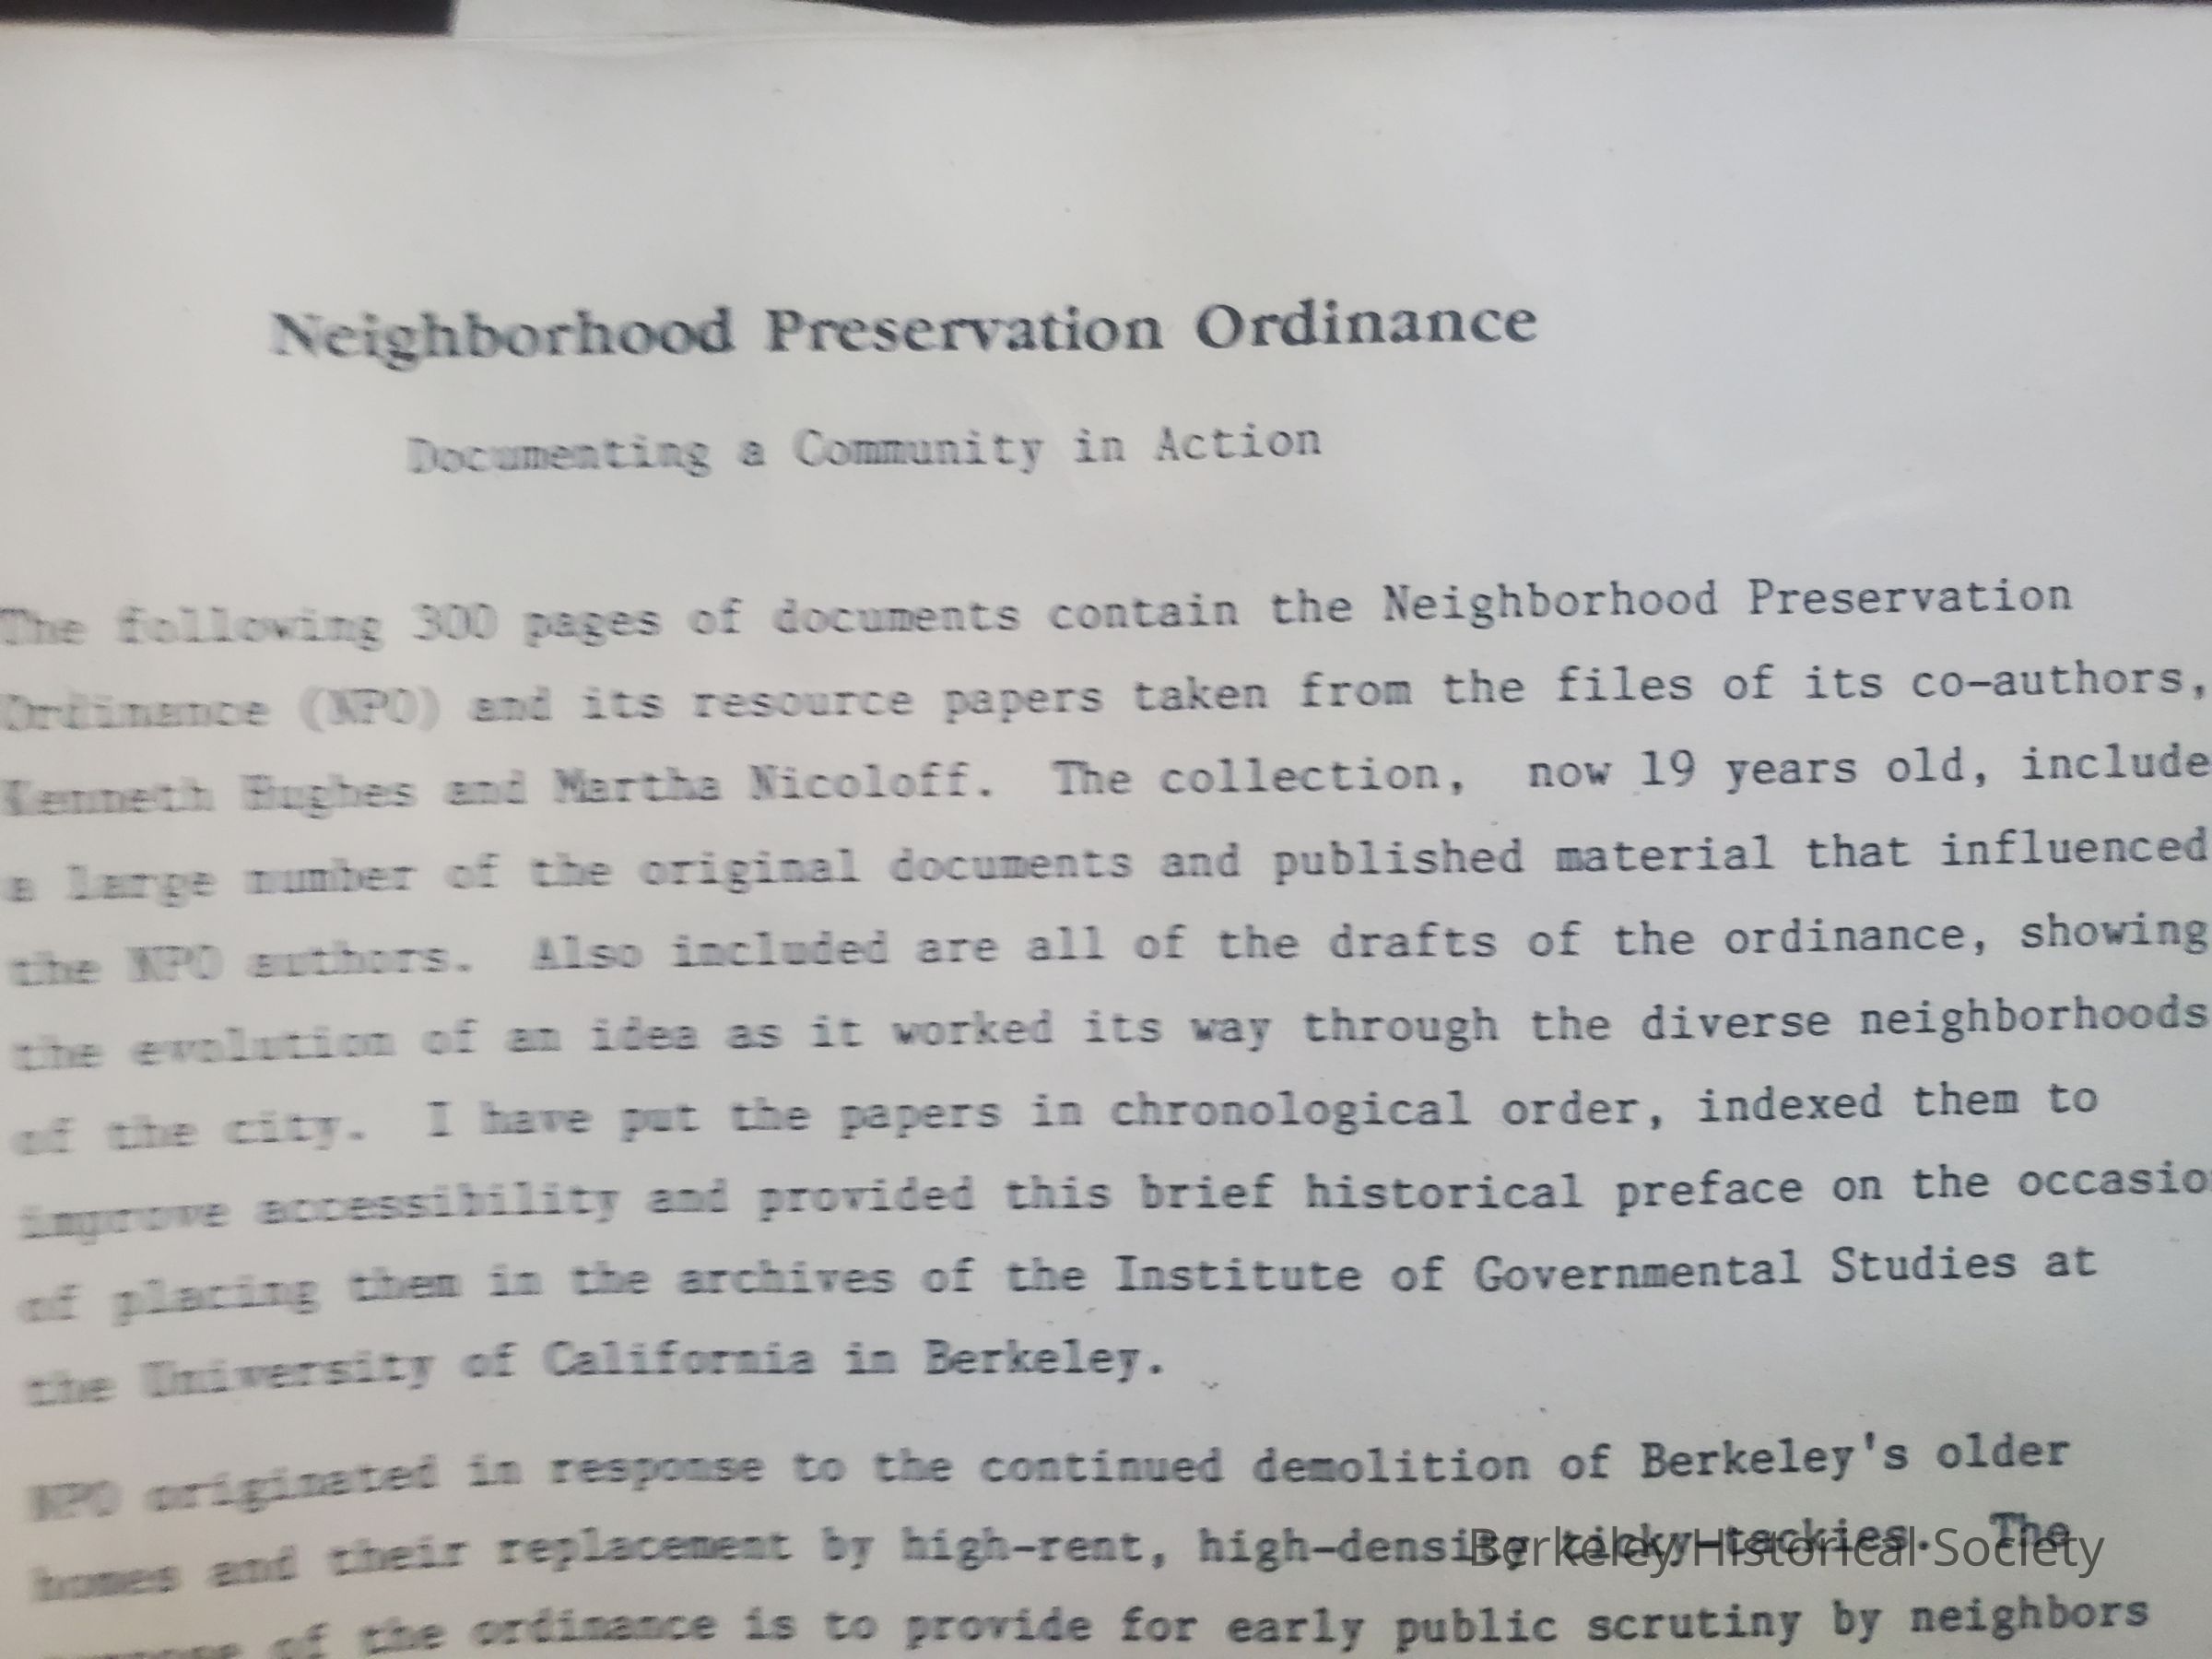 Neighborhood Preservation Ordinance
Documenting a Community in Action
The following 300 pages of documents contain the Neighborhood Preservation
Ordinance (NPO) and its resource papers taken from the files of its co-authors,
Kenneth Hughes and Martha Nicoloff. The collection, now 19 years old, include
a large number of the original documents and published material that influenced
the NPO authors. Also included are all of the drafts of the ordinance, showing
the evolution of an idea as it worked its way through the diverse neighborhoods
of the city. I have put the papers in chronological order, indexed them to
improve accessibility and provided this brief historical preface on the occasio
of placing them in the archives of the Institute of Governmental Studies at
the University of California in Berkeley.
NPO originated in response to the continued demolition of Berkeley's older
homes and their replacement by high-rent, high-density ticky-tackies. The
of the ordinance is to provide for early public scrutiny by neighbors
Berkeley Historical Society